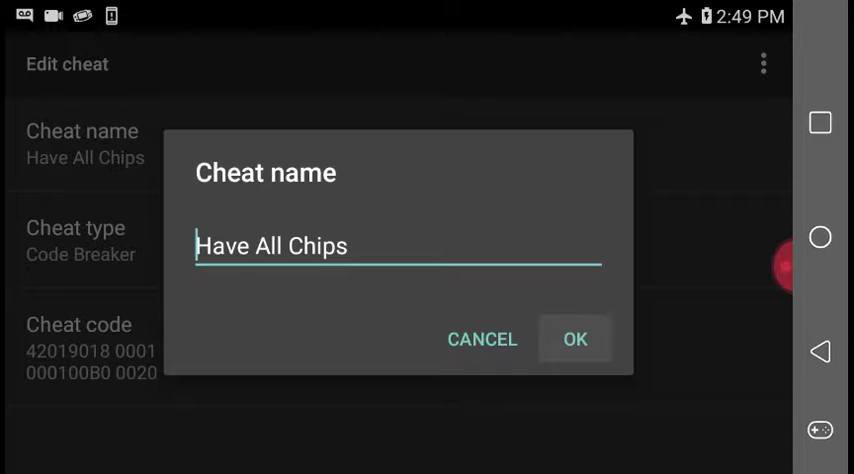 2:49 PM
Edit cheat
Cheat name
Have All Chips
Cheat type
Code Breaker
Cheat code
42019018 0001
000100B0 0020
Cheat name
Have All Chips
CANCEL OK